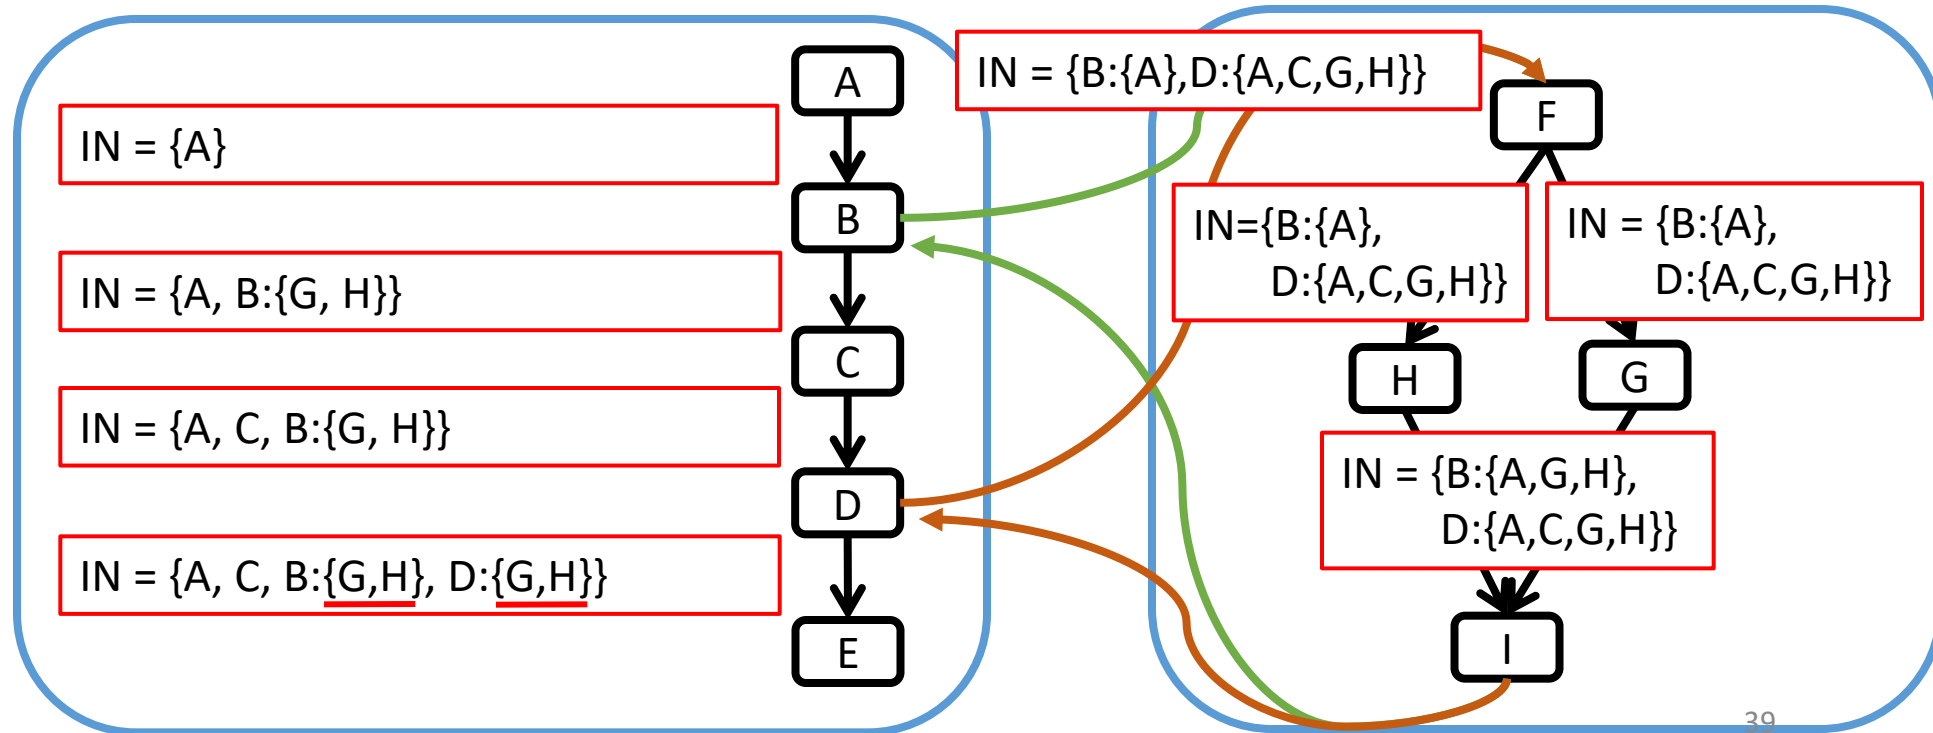 A
IN = {A}
B
IN = {A, B:{G, H}}
C
IN = {A, C, B:{G, H}}
D
IN = {A, C, B:{G,H}, D:{G,H}}
E
IN = {B:{A},D:{A,C,G,H}}
F
IN={B:{A},
D:{A,C,G,H}}
IN = {B:{A},
D:{A,C,G,H}}
H
G
IN = {B:{A,G,H},
D:{A,C,G,H}}
I
39